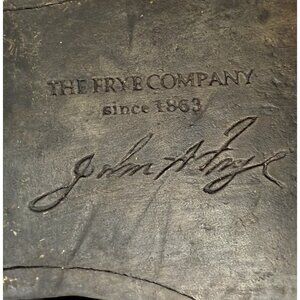 THE FRYE COMPANY
since 1863
John A Frye